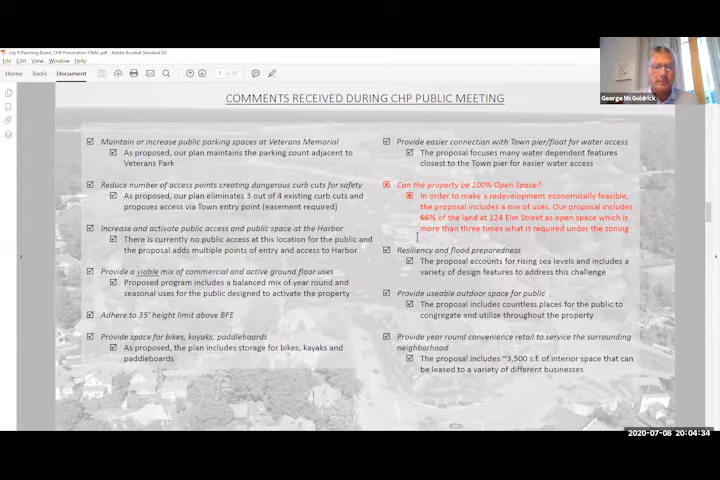 July 8 Planning Board, CHP Presentation FINAL.pdf - Adobe Acrobat Standard DC
File Edit View Window Help
Home Tools Document
7 / 11
George McGoldrick
COMMENTS RECEIVED DURING CHP PUBLIC MEETING
Maintain or increase public parking spaces at Veterans Memorial
As proposed, our plan maintains the parking count adjacent to
Veterans Park
Reduce number of access points creating dangerous curb cuts for safety
As proposed, our plan eliminates 3 out of 4 existing curb cuts and
proposes access via Town entry point (easement required)
Increase and activate public access and public space at the Harbor
There is currently no public access at this location for the public and
the proposal adds multiple points of entry and access to Harbor
Provide a viable mix of commercial and active ground floor uses
Proposed program includes a balanced mix of year round and
seasonal uses for the public designed to activate the property
Adhere to 35' height limit above BFE
Provide space for bikes, kayaks, paddleboards
As proposed, the plan includes storage for bikes, kayaks and
paddleboards
Provide easier connection with Town pier/float for water access
The proposal focuses many water dependent features
closest to the Town pier for easier water access
Can the property be 100% Open Space?
In order to make a redevelopment economically feasible,
the proposal includes a mix of uses. Our proposal includes
66% of the land at 124 Elm Street as open space which is
more than three times what is required under the zoning
Resiliency and flood preparedness
The proposal accounts for rising sea levels and includes a
variety of design features to address this challenge
Provide useable outdoor space for public
The proposal includes countless places for the public to
congregate and utilize throughout the property
Provide year round convenience retail to service the surrounding
neighborhood
The proposal includes ~3,500 s.f. of interior space that can
be leased to a variety of different businesses
2020-07-08 20:04:34